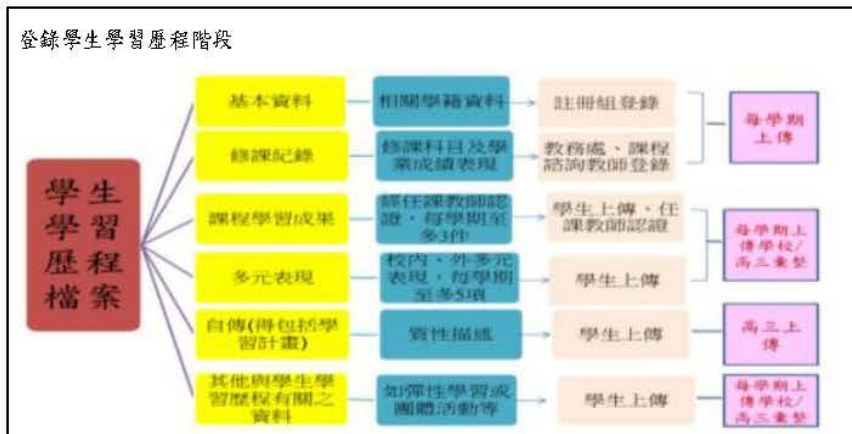 登錄學生學習歷程階段
學生
學習
歷程
檔案
基本資料
相關學籍資料
註冊組登錄
每學期
上傳
修課紀錄
修課科目及學
業成績表現
教務處、課程
諮詢教師登錄
課程學習成果
經任課教師認
證，每學期至
多3件
學生上傳、任
課教師認證
每學期上
傳學校/
高三彙整
多元表現
校內、外多元
表現，每學期
至多5項
學生上傳
自傳(得包括學
習計畫)
質性描述
學生上傳
高三上
傳
其他與學生學
習歷程有關之
資料
如彈性學習或
團體活動等
學生上傳
每學期上
傳學校/
高三彙整